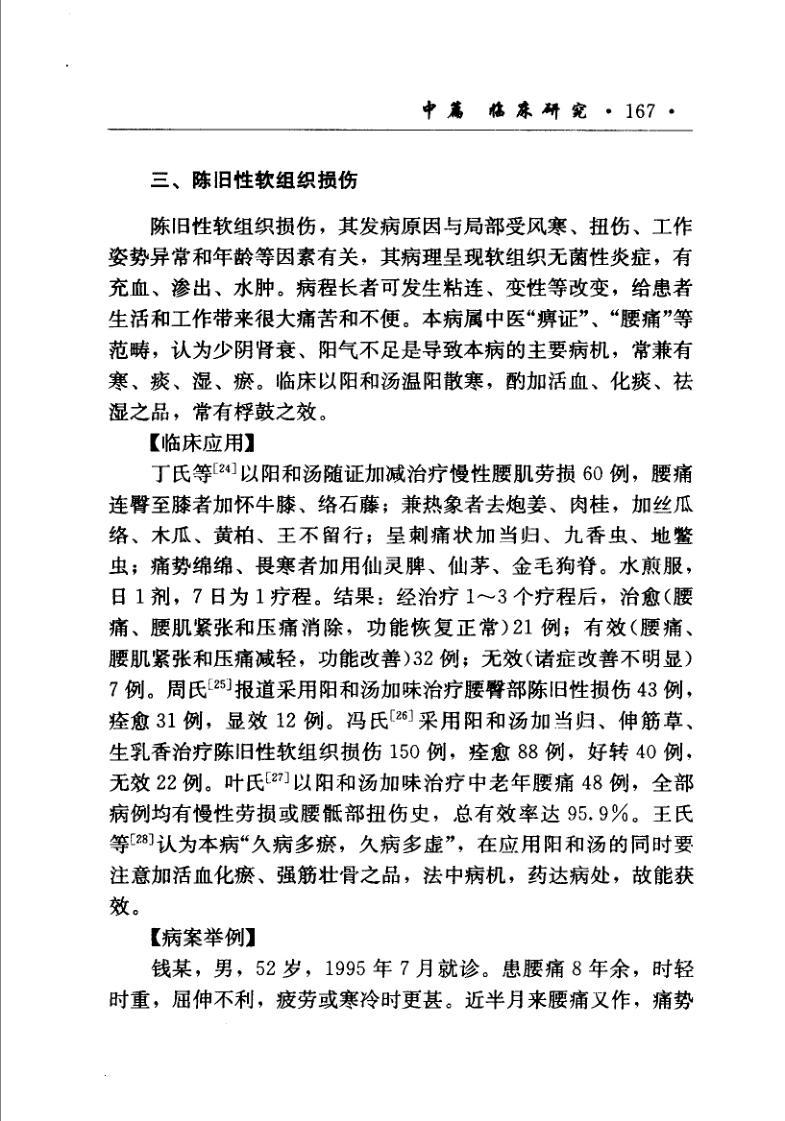 中篇 临床研究 · 167 ·
三、陈旧性软组织损伤
陈旧性软组织损伤，其发病原因与局部受风寒、扭伤、工作
姿势异常和年龄等因素有关，其病理呈现软组织无菌性炎症，有
充血、渗出、水肿。病程长者可发生粘连、变性等改变，给患者
生活和工作带来很大痛苦和不便。本病属中医“痹证”、“腰痛”等
范畴，认为少阴肾衰、阳气不足是导致本病的主要病机，常兼有
寒、痰、湿、瘀。临床以阳和汤温阳散寒，酌加活血、化痰、祛
湿之品，常有桴鼓之效。
【临床应用】
丁氏等[24]以阳和汤随证加减治疗慢性腰肌劳损 60 例，腰痛
连臀至膝者加怀牛膝、络石藤；兼热象者去炮姜、肉桂，加丝瓜
络、木瓜、黄柏、王不留行；呈刺痛状加当归、九香虫、地鳖
虫；痛势绵绵、畏寒者加用仙灵脾、仙茅、金毛狗脊。水煎服，
日 1 剂，7 日为 1 疗程。结果：经治疗 1～3 个疗程后，治愈(腰
痛、腰肌紧张和压痛消除，功能恢复正常)21 例；有效(腰痛、
腰肌紧张和压痛减轻，功能改善)32 例；无效(诸症改善不明显)
7 例。周氏[25]报道采用阳和汤加味治疗腰臀部陈旧性损伤 43 例，
痊愈 31 例，显效 12 例。冯氏[26]采用阳和汤加当归、伸筋草、
生乳香治疗陈旧性软组织损伤 150 例，痊愈 88 例，好转 40 例，
无效 22 例。叶氏[27]以阳和汤加味治疗中老年腰痛 48 例，全部
病例均有慢性劳损或腰骶部扭伤史，总有效率达 95.9%。王氏
等[28]认为本病“久病多瘀，久病多虚”，在应用阳和汤的同时要
注意加活血化瘀、强筋壮骨之品，法中病机，药达病处，故能获
效。
【病案举例】
钱某，男，52 岁，1995 年 7 月就诊。患腰痛 8 年余，时轻
时重，屈伸不利，疲劳或寒冷时更甚。近半月来腰痛又作，痛势